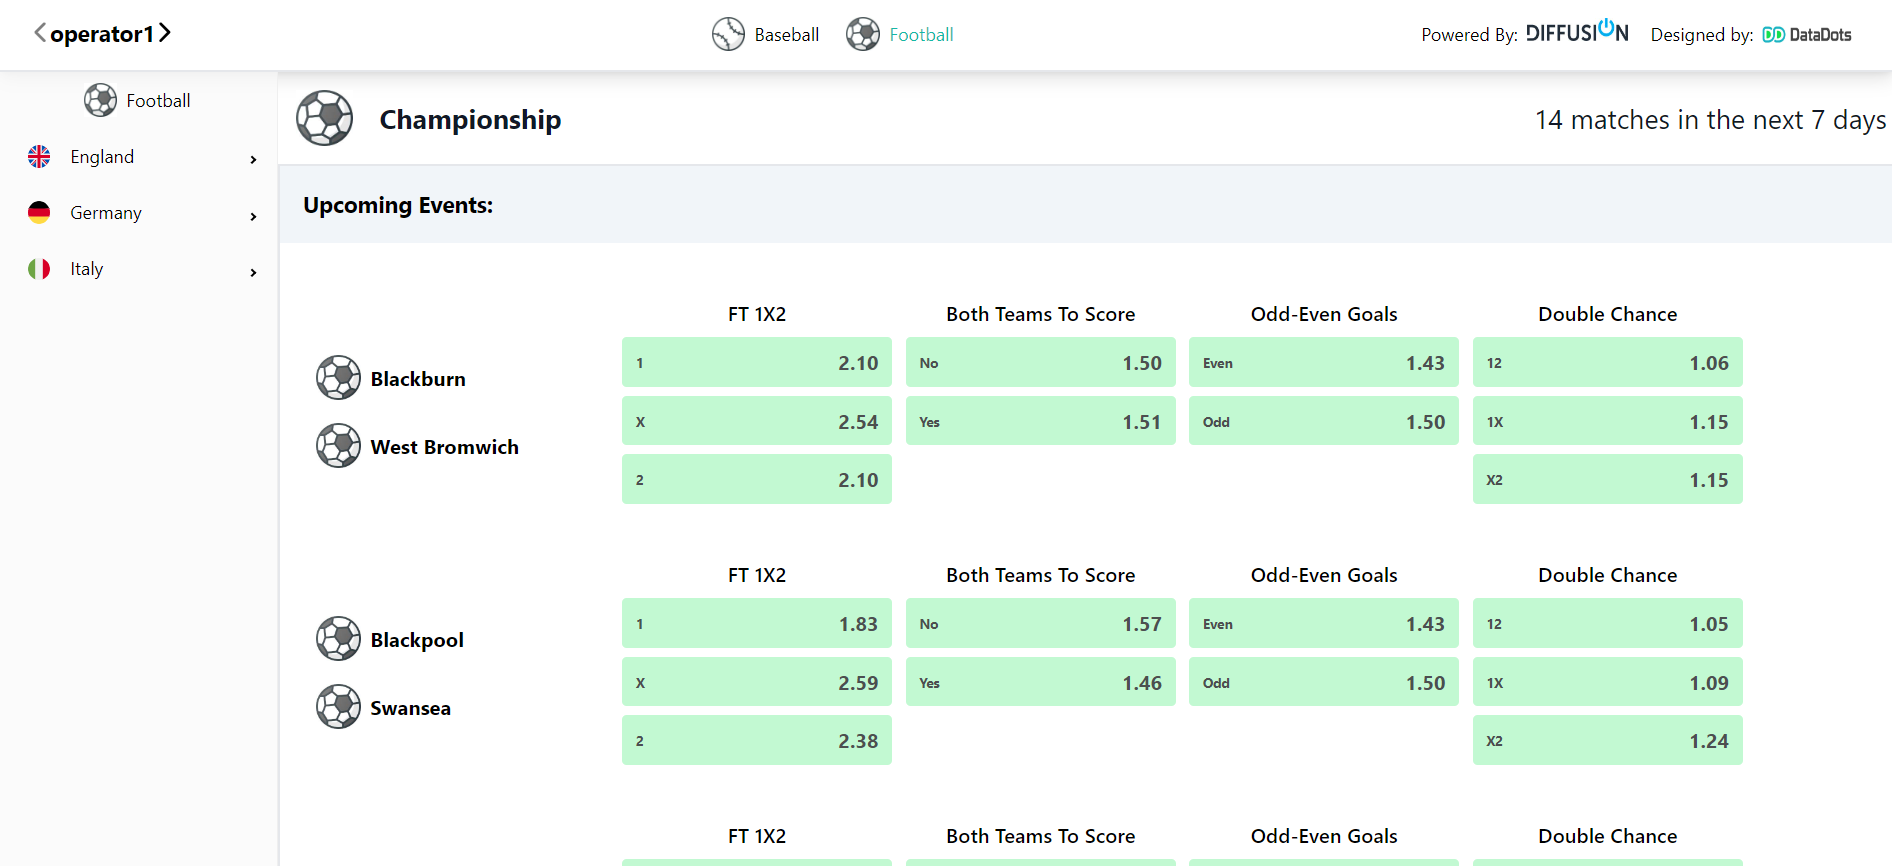 operator1
Baseball
Football
Powered By: DIFFUSION
Designed by: DataDots
Football
England
Germany
Italy
Championship
14 matches in the next 7 days
Upcoming Events:
FT 1X2 Both Teams To Score Odd-Even Goals Double Chance
Blackburn
West Bromwich
1 2.10 No 1.50 Even 1.43 12 1.06
X 2.54 Yes 1.51 Odd 1.50 1X 1.15
2 2.10 X2 1.15
FT 1X2 Both Teams To Score Odd-Even Goals Double Chance
Blackpool
Swansea
1 1.83 No 1.57 Even 1.43 12 1.05
X 2.59 Yes 1.46 Odd 1.50 1X 1.09
2 2.38 X2 1.24
FT 1X2 Both Teams To Score Odd-Even Goals Double Chance